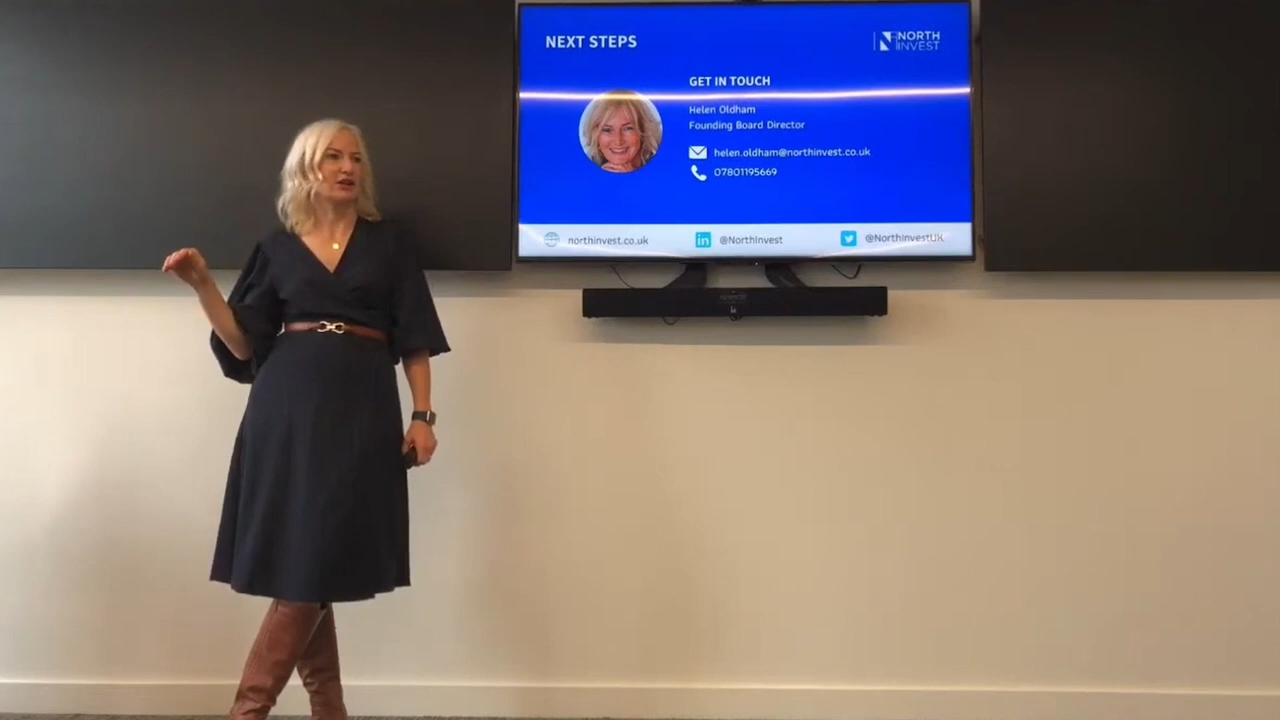 NEXT STEPS
NORTH
INVEST
GET IN TOUCH
Helen Oldham
Founding Board Director
helen.oldham@northinvest.co.uk
07801195669
northinvest.co.uk
in @NorthInvest
@NorthInvestUK